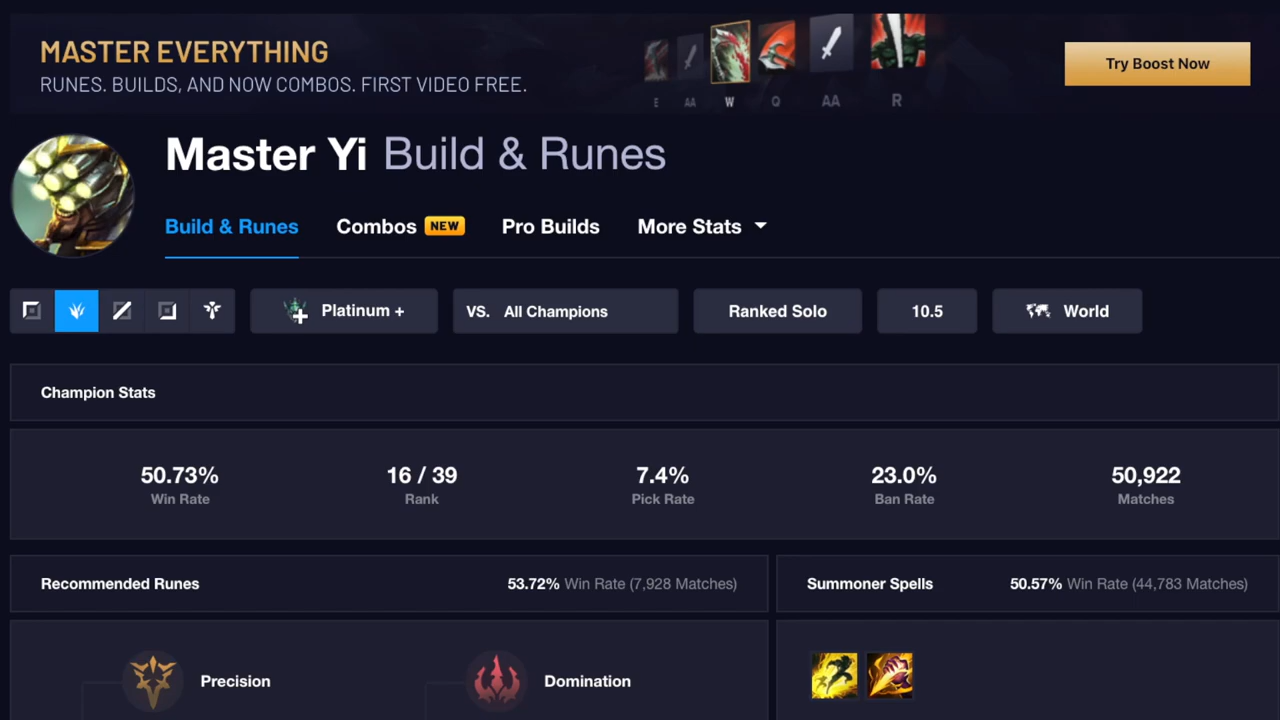 MASTER EVERYTHING
RUNES. BUILDS, AND NOW COMBOS. FIRST VIDEO FREE.
E AA W Q AA R
Try Boost Now
Master Yi Build & Runes
Build & Runes Combos NEW Pro Builds More Stats
Platinum + VS. All Champions Ranked Solo 10.5 World
Champion Stats
50.73% 16 / 39 7.4% 23.0% 50,922
Win Rate Rank Pick Rate Ban Rate Matches
Recommended Runes 53.72% Win Rate (7,928 Matches)
Summoner Spells 50.57% Win Rate (44,783 Matches)
Precision Domination